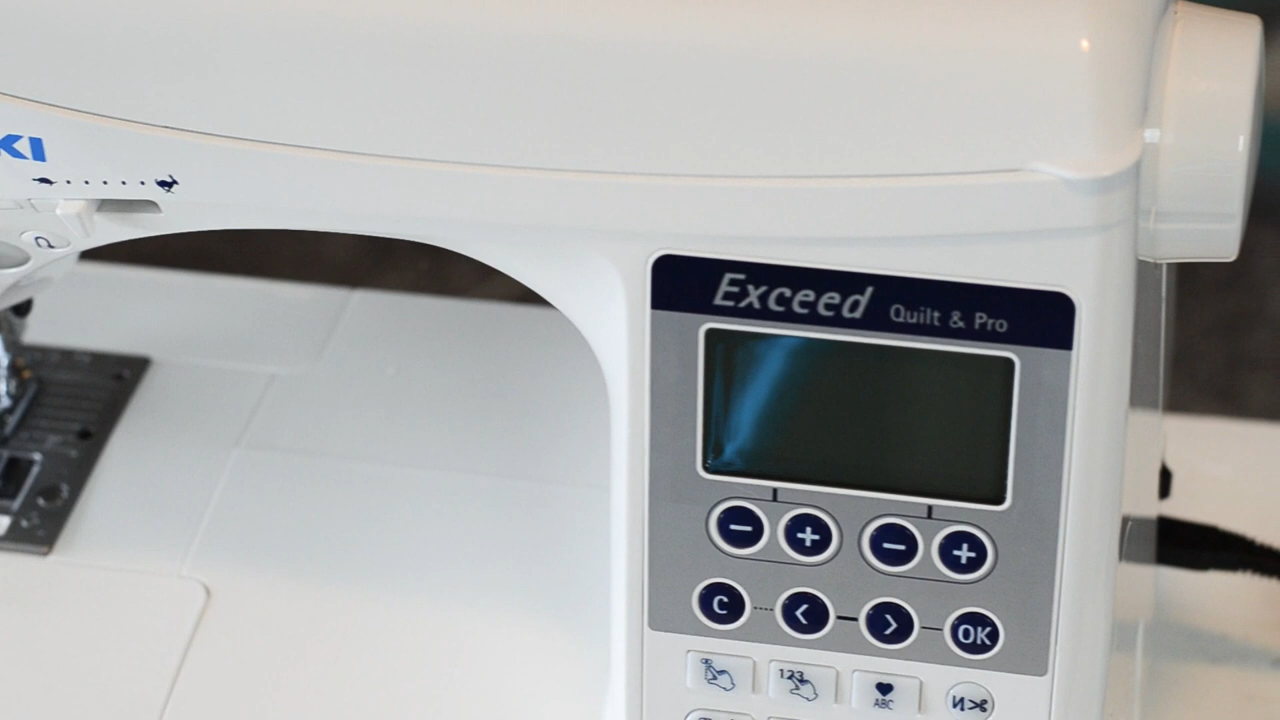 KI
Exceed Quilt & Pro
− + − +
C < > OK
123
ABC